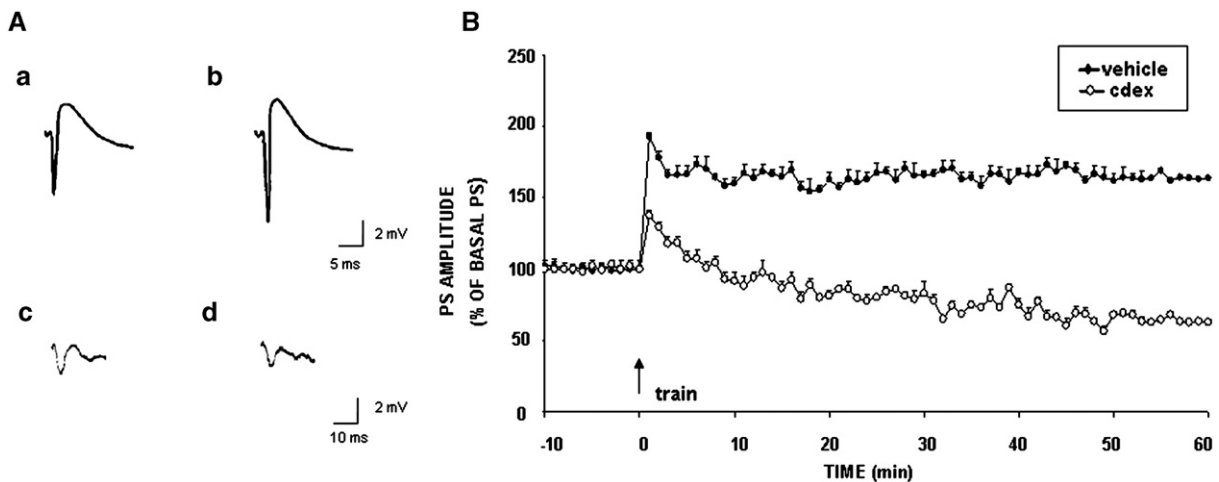 A
a
b
2 mV
5 ms
c
d
2 mV
10 ms
B
250
200
150
100
50
0
PS AMPLITUDE
(% OF BASAL PS)
vehicle
cdex
train
-10
0
10
20
30
40
50
60
TIME (min)